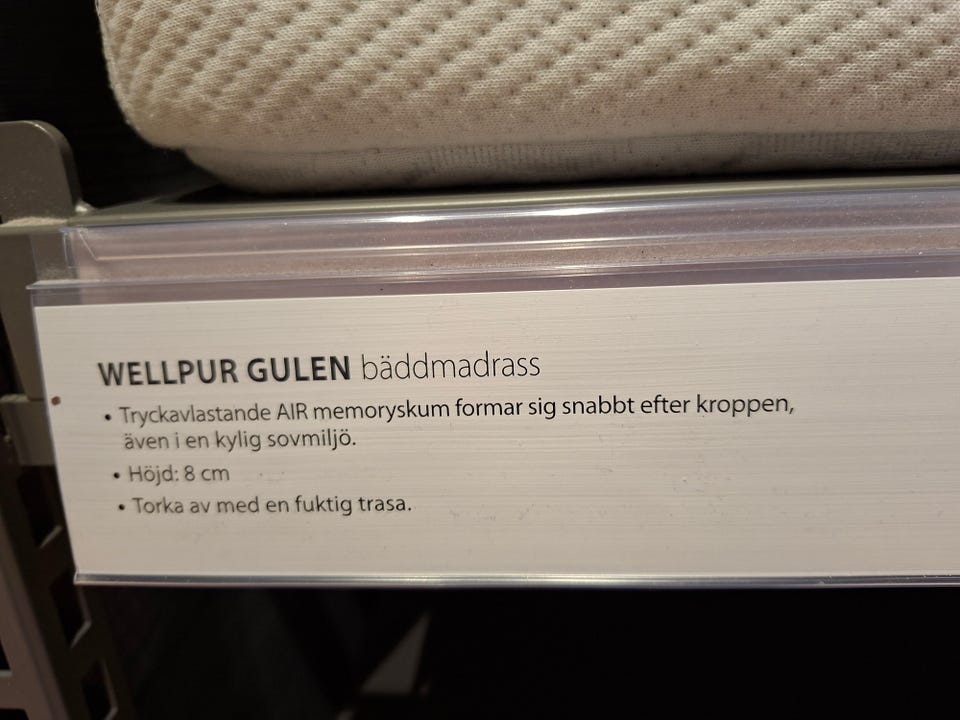 WELLPUR GULEN bäddmadrass
• Tryckavlastande AIR memoryskum formar sig snabbt efter kroppen,
även i en kylig sovmiljö.
• Höjd: 8 cm
• Torka av med en fuktig trasa.